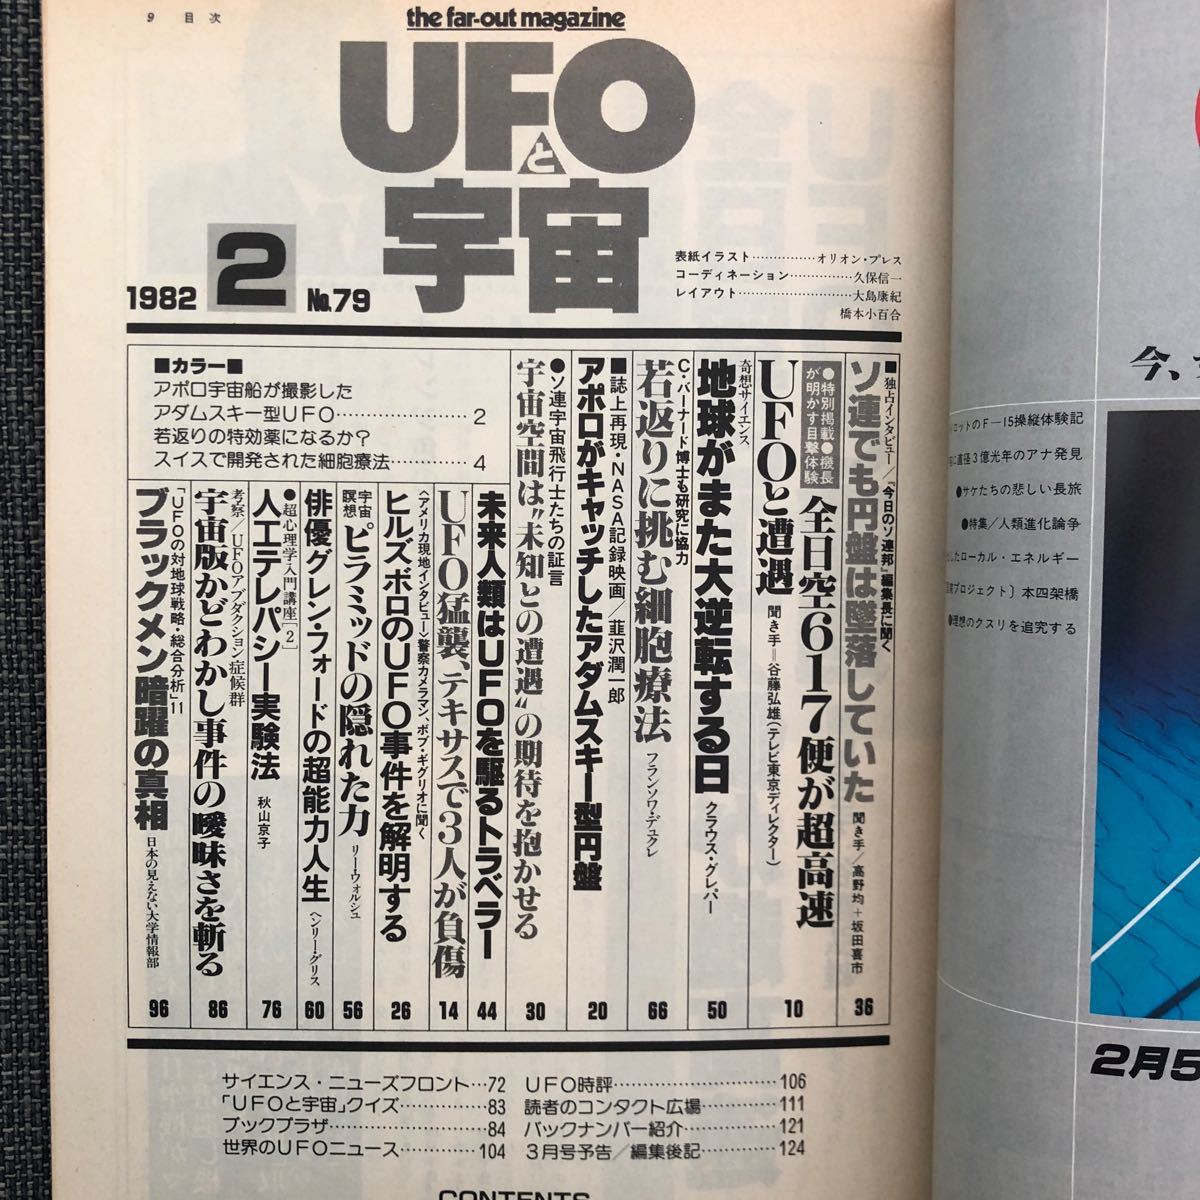 9 目次
the far-out magazine
UFOと
宇宙
1982 2 No.79
表紙イラスト……………オリオン・プレス
コーディネーション…………久保信一
レイアウト……………………大島康紀
橋本小百合
■カラー■
アポロ宇宙船が撮影した
アダムスキー型UFO………………2
若返りの特効薬になるか?
スイスで開発された細胞療法…………4
■独占インタビュー/『今日のソ連邦』編集長に聞く
ソ連でも円盤は墜落していた 聞き手/高野均+坂田喜市
36
●特別掲載●機長が明かす目撃体験
全日空617便が超高速
UFOと遭遇 聞き手=谷藤弘雄(テレビ東京ディレクター)
10
奇想サイエンス
地球がまた大逆転する日 クラウス・グレパー
50
C・バーナード博士も研究に協力
若返りに挑む細胞療法 フランソワ・デュクレ
66
■誌上再現・NASA記録映画/韮沢潤一郎
アポロがキャッチしたアダムスキー型円盤
20
●ソ連宇宙飛行士たちの証言
宇宙空間は“未知との遭遇”の期待を抱かせる
30
未来人類はUFOを駆るトラベラー
44
UFO猛襲、テキサスで3人が負傷
14
〈アメリカ現地インタビュー〉警察カメラマン、ボブ・ギグリオに聞く
ヒルズボロのUFO事件を解明する
26
宇宙瞑想 ピラミッドの隠れた力 リー・ウォルシュ
56
俳優グレン・フォードの超能力人生 ヘンリー・グリス
60
●超心理学入門講座[2]
人工テレパシー実験法 秋山京子
76
考察/UFOアブダクション症候群
宇宙版かどわかし事件の曖昧さを斬る
86
「UFOの対地球戦略・総合分析」11
ブラックメン暗躍の真相 日本の見えない大学情報部
96
サイエンス・ニューズフロント…72
「UFOと宇宙」クイズ……………83
ブックプラザ………………………84
世界のUFOニュース……………104
UFO時評…………………………106
読者のコンタクト広場……………111
バックナンバー紹介………………121
3月号予告/編集後記……………124
CONTENTS
今、
ロットのF-15操縦体験記
に直径3億光年のアナ発見
●サケたちの悲しい長旅
●特集/人類進化論争
したローカル・エネルギー
プロジェクト〕本四架橋
●理想のクスリを追究する
2月5